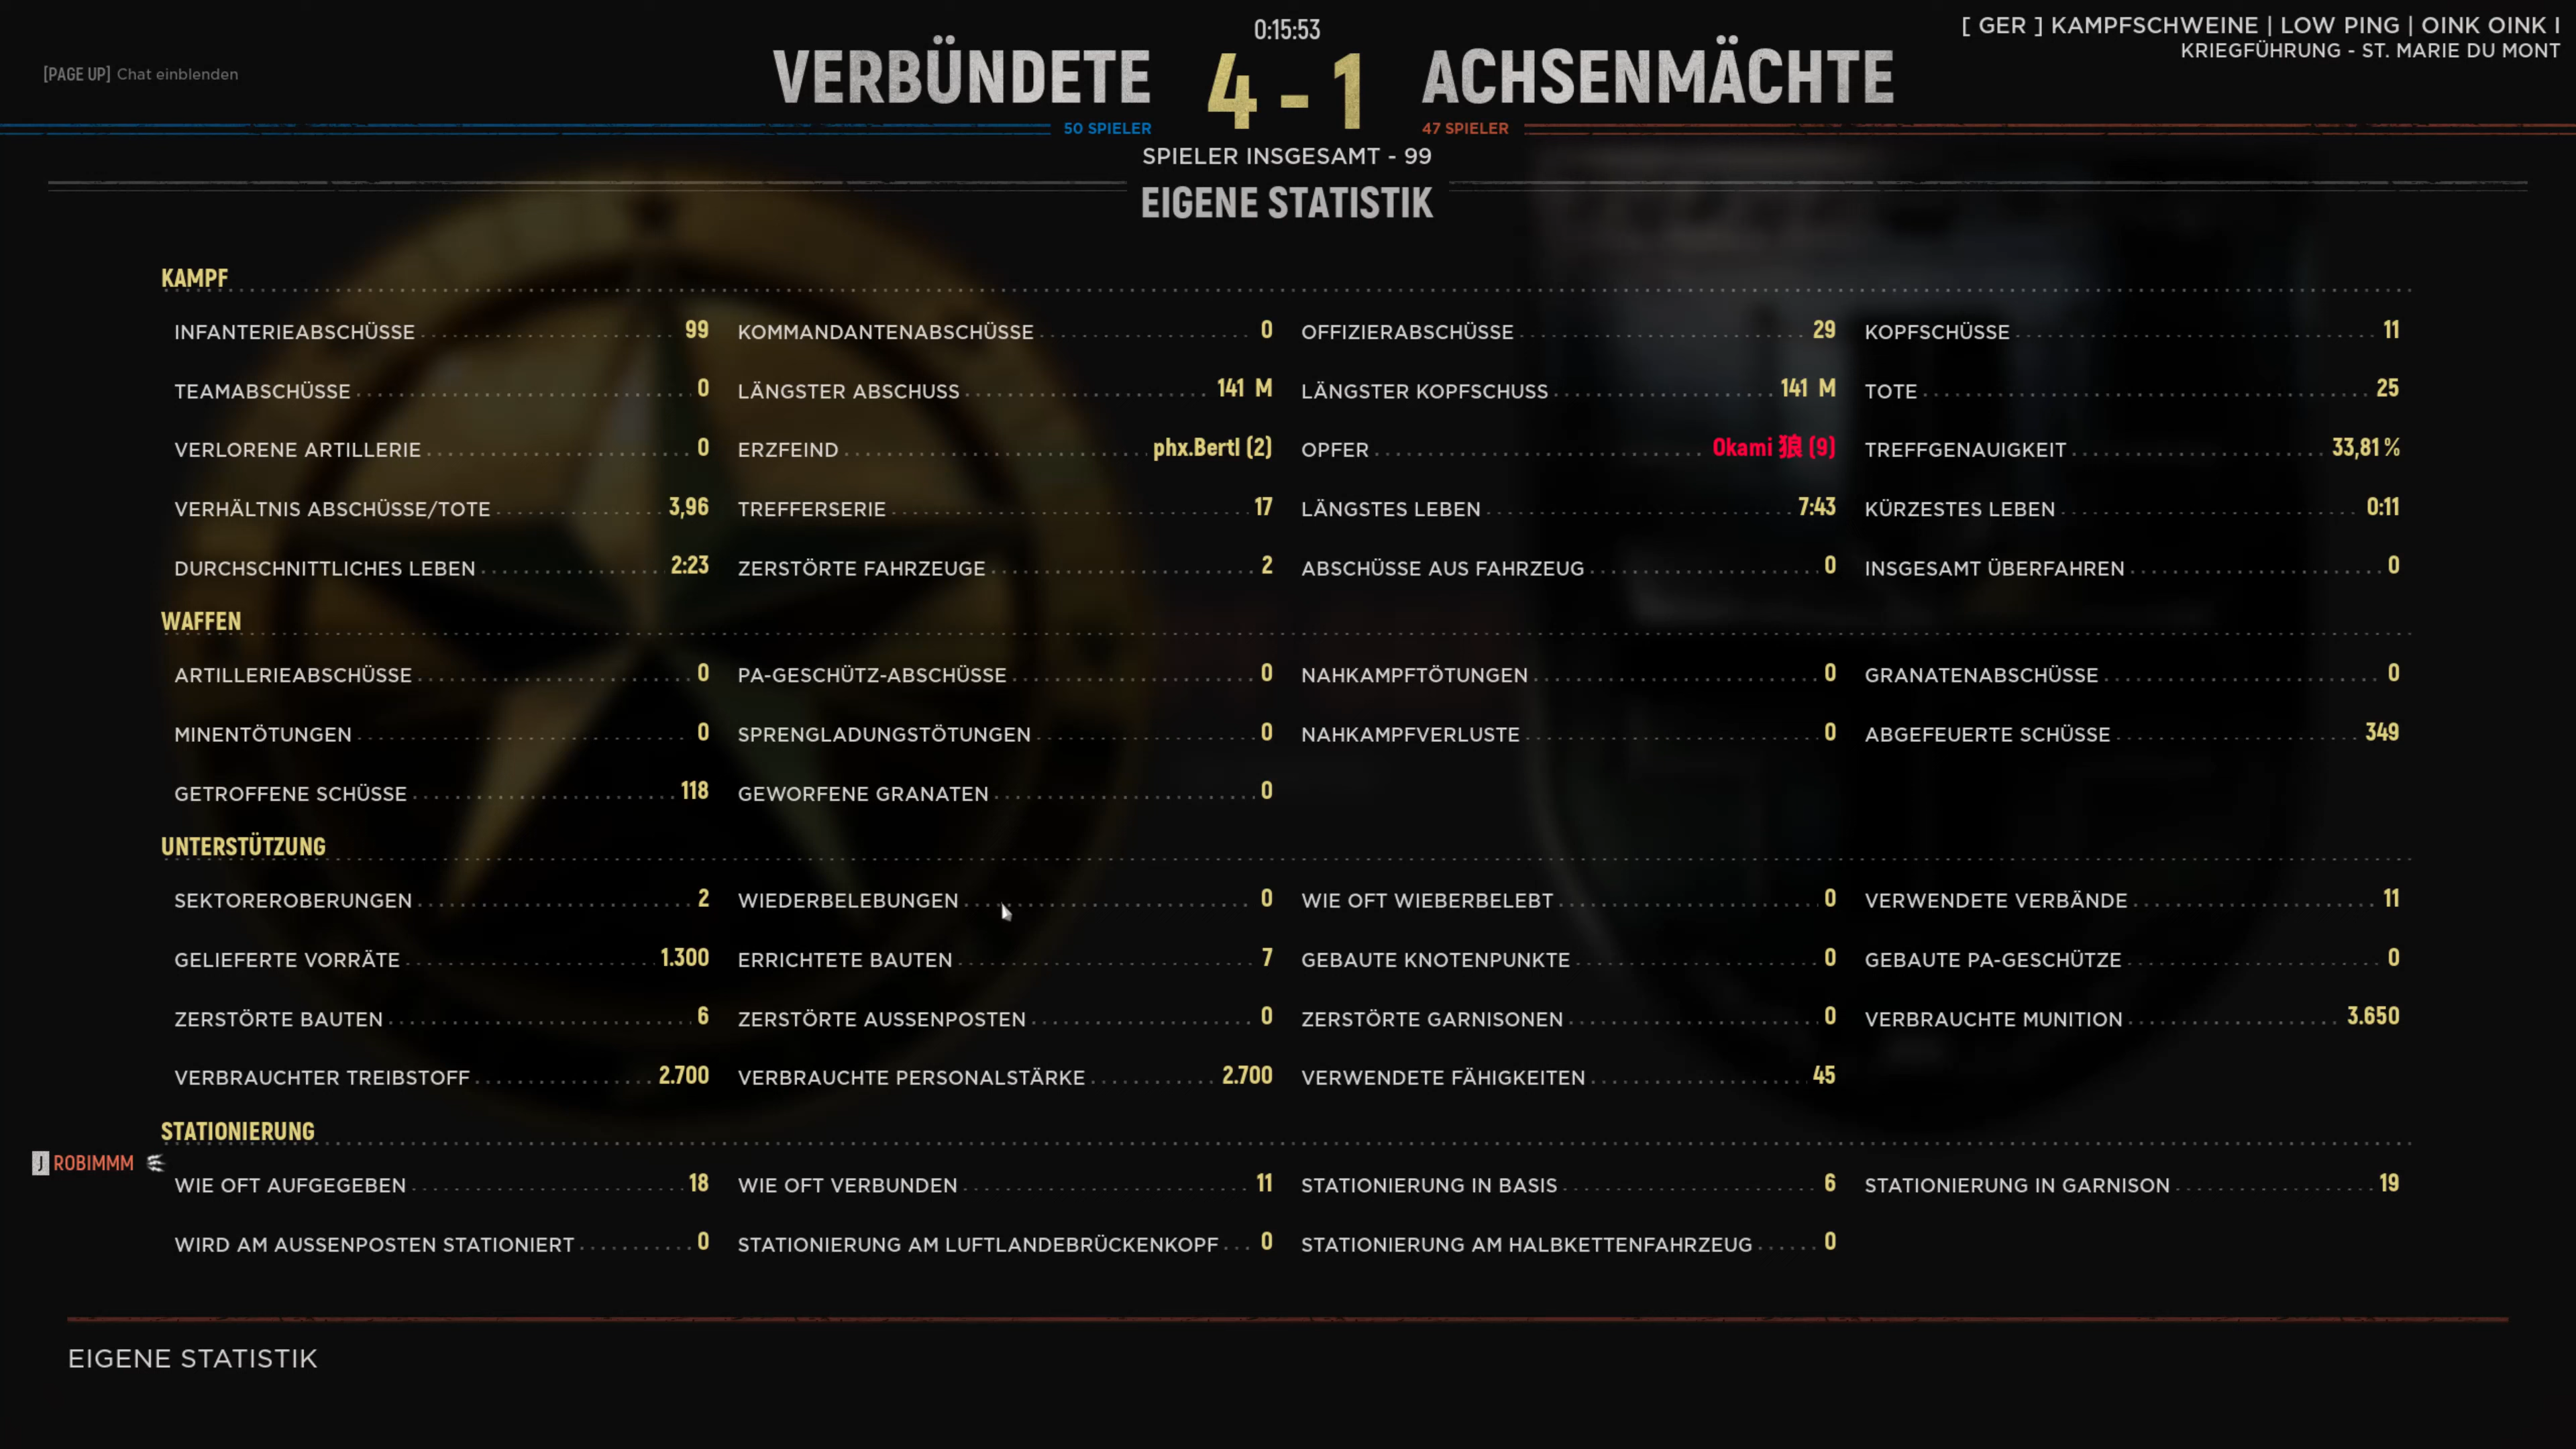 0:15:53
[ GER ] KAMPFSCHWEINE | LOW PING | OINK OINK I
KRIEGFÜHRUNG - ST. MARIE DU MONT
[PAGE UP] Chat einblenden
VERBÜNDETE 4 - 1 ACHSENMÄCHTE
50 SPIELER 47 SPIELER
SPIELER INSGESAMT - 99
EIGENE STATISTIK
KAMPF
INFANTERIEABSCHÜSSE 99 KOMMANDANTENABSCHÜSSE 0 OFFIZIERABSCHÜSSE 29 KOPFSCHÜSSE 11
TEAMABSCHÜSSE 0 LÄNGSTER ABSCHUSS 141 M LÄNGSTER KOPFSCHUSS 141 M TOTE 25
VERLORENE ARTILLERIE 0 ERZFEIND phx.Bertl (2) OPFER Okami 狼 (9) TREFFGENAUIGKEIT 33,81 %
VERHÄLTNIS ABSCHÜSSE/TOTE 3,96 TREFFERSERIE 17 LÄNGSTES LEBEN 7:43 KÜRZESTES LEBEN 0:11
DURCHSCHNITTLICHES LEBEN 2:23 ZERSTÖRTE FAHRZEUGE 2 ABSCHÜSSE AUS FAHRZEUG 0 INSGESAMT ÜBERFAHREN 0
WAFFEN
ARTILLERIEABSCHÜSSE 0 PA-GESCHÜTZ-ABSCHÜSSE 0 NAHKAMPFTÖTUNGEN 0 GRANATENABSCHÜSSE 0
MINENTÖTUNGEN 0 SPRENGLADUNGSTÖTUNGEN 0 NAHKAMPFVERLUSTE 0 ABGEFEUERTE SCHÜSSE 349
GETROFFENE SCHÜSSE 118 GEWORFENE GRANATEN 0
UNTERSTÜTZUNG
SEKTOREROBERUNGEN 2 WIEDERBELEBUNGEN 0 WIE OFT WIEBERBELEBT 0 VERWENDETE VERBÄNDE 11
GELIEFERTE VORRÄTE 1.300 ERRICHTETE BAUTEN 7 GEBAUTE KNOTENPUNKTE 0 GEBAUTE PA-GESCHÜTZE 0
ZERSTÖRTE BAUTEN 6 ZERSTÖRTE AUSSENPOSTEN 0 ZERSTÖRTE GARNISONEN 0 VERBRAUCHTE MUNITION 3.650
VERBRAUCHTER TREIBSTOFF 2.700 VERBRAUCHTE PERSONALSTÄRKE 2.700 VERWENDETE FÄHIGKEITEN 45
STATIONIERUNG
J ROBIMMM
WIE OFT AUFGEGEBEN 18 WIE OFT VERBUNDEN 11 STATIONIERUNG IN BASIS 6 STATIONIERUNG IN GARNISON 19
WIRD AM AUSSENPOSTEN STATIONIERT 0 STATIONIERUNG AM LUFTLANDEBRÜCKENKOPF 0 STATIONIERUNG AM HALBKETTENFAHRZEUG 0
EIGENE STATISTIK